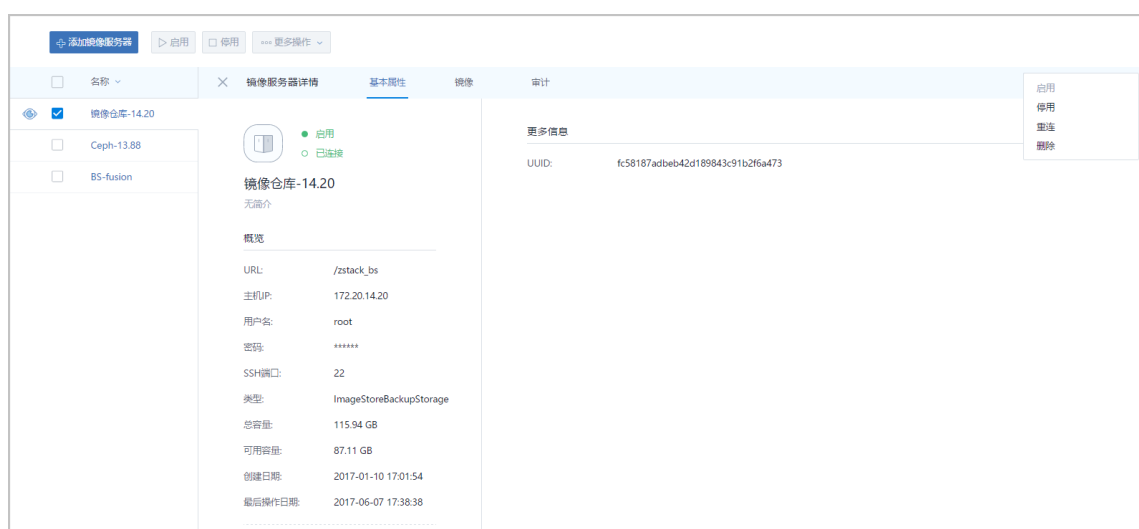 添加镜像服务器 启用 停用 更多操作
名称 镜像服务器详情 基本属性 镜像 审计
启用
停用
重连
删除
镜像仓库-14.20
Ceph-13.88
BS-fusion
启用
已连接
镜像仓库-14.20
无简介
概览
URL: /zstack_bs
主机IP: 172.20.14.20
用户名: root
密码: ******
SSH端口: 22
类型: ImageStoreBackupStorage
总容量: 115.94 GB
可用容量: 87.11 GB
创建日期: 2017-01-10 17:01:54
最后操作日期: 2017-06-07 17:38:38
更多信息
UUID: fc58187adbeb42d189843c91b2f6a473